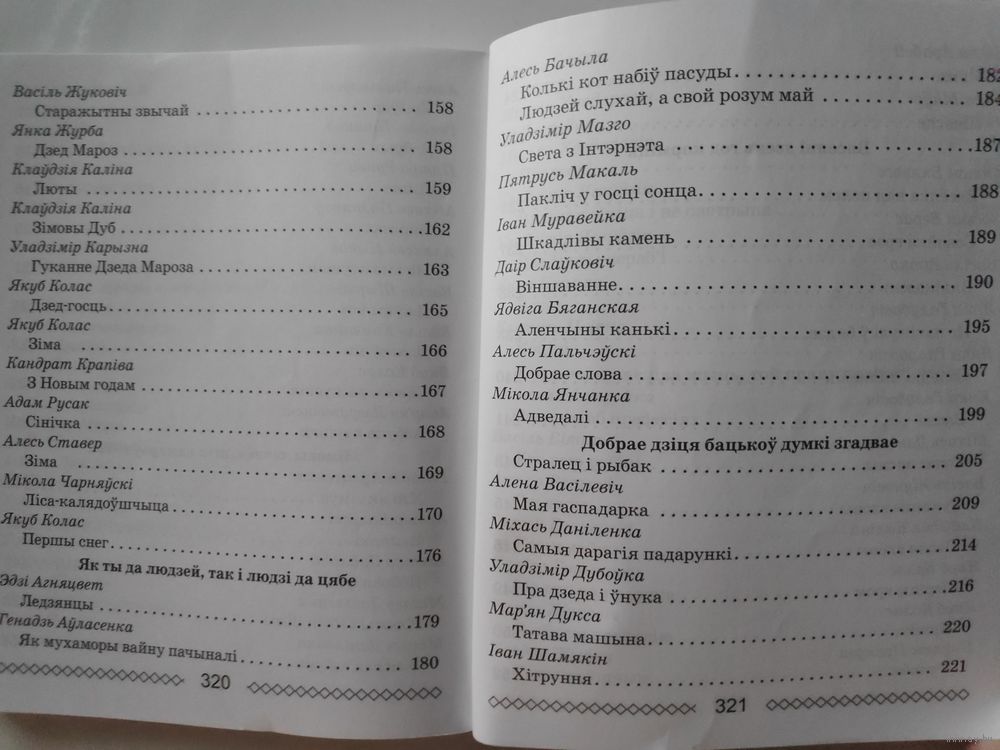 Васіль Жуковіч
Старажытны звычай ........................ 158
Янка Журба
Дзед Мароз ........................ 158
Клаўдзія Каліна
Люты ........................ 159
Клаўдзія Каліна
Зімовы Дуб ........................ 162
Уладзімір Карызна
Гуканне Дзеда Мароза ........................ 163
Якуб Колас
Дзед-госць ........................ 165
Якуб Колас
Зіма ........................ 166
Кандрат Крапіва
З Новым годам ........................ 167
Адам Русак
Сінічка ........................ 168
Алесь Ставер
Зіма ........................ 169
Мікола Чарняўскі
Ліса-калядоўшчыца ........................ 170
Якуб Колас
Першы снег ........................ 176
Як ты да людзей, так і людзі да цябе
Эдзі Агняцвет
Ледзянцы ........................ 179
Генадзь Аўласенка
Як мухаморы вайну пачыналі ........................ 180
320
Алесь Бачыла
Колькі кот набіў пасуды ........................ 182
Людзей слухай, а свой розум май ........................ 184
Уладзімір Мазго
Света з Інтэрнэта ........................ 187
Пятрусь Макаль
Пакліч у госці сонца ........................ 188
Іван Муравейка
Шкадлівы камень ........................ 189
Даір Слаўковіч
Віншаванне ........................ 190
Ядвіга Бяганская
Аленчыны канькі ........................ 195
Алесь Пальчэўскі
Добрае слова ........................ 197
Мікола Янчанка
Адведалі ........................ 199
Добрае дзіця бацькоў думкі згадвае
Стралец і рыбак ........................ 205
Алена Васілевіч
Мая гаспадарка ........................ 209
Міхась Даніленка
Самыя дарагія падарункі ........................ 214
Уладзімір Дубоўка
Пра дзеда і ўнука ........................ 216
Мар'ян Дукса
Татава машына ........................ 220
Іван Шамякін
Хітруння ........................ 221
321